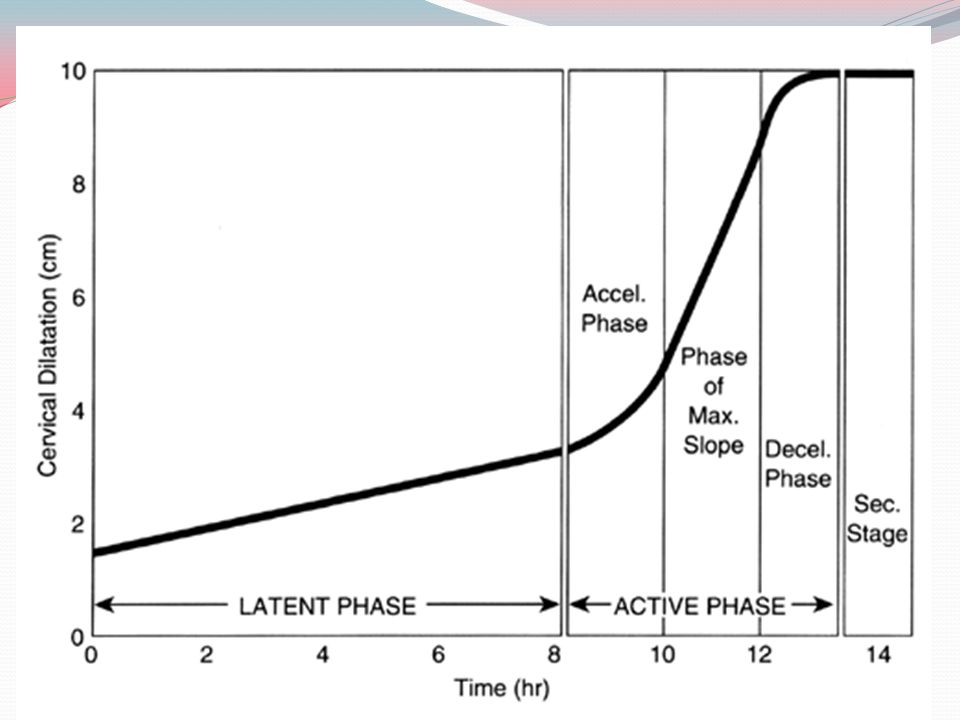 10
8
6
4
2
0
Cervical Dilatation (cm)
Accel.
Phase
Phase
of
Max.
Slope
Decel.
Phase
Sec.
Stage
LATENT PHASE
ACTIVE PHASE
0 2 4 6 8 10 12 14
Time (hr)